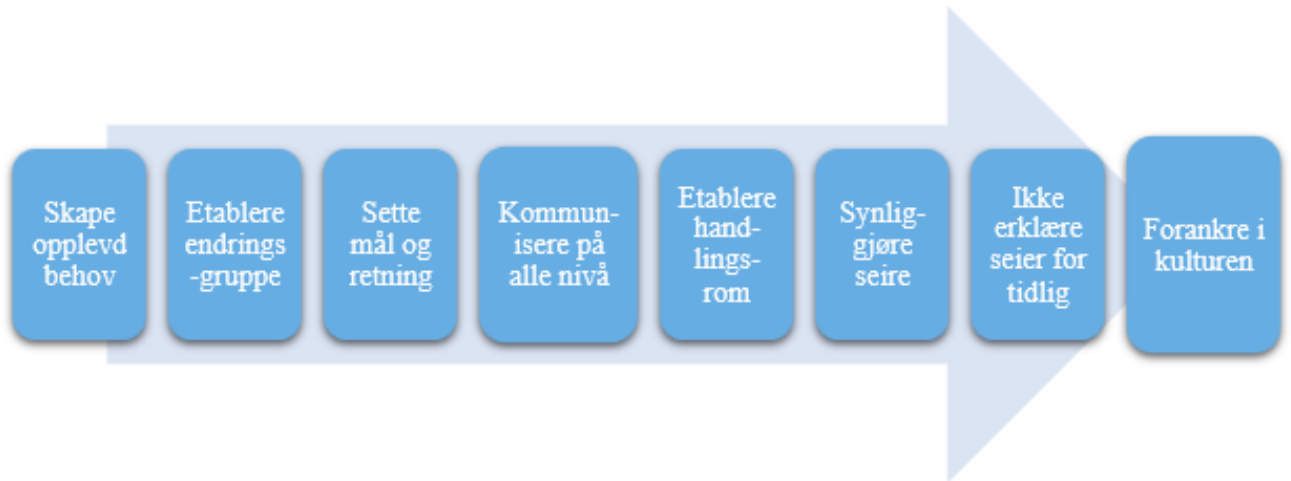 Skape
opplevd
behov
Etablere
endrings
-gruppe
Sette
mål og
retning
Kommun-
isere på
alle nivå
Etablere
hand-
lings-
rom
Synlig-
gjøre
seire
Ikke
erklære
seier for
tidlig
Forankre i
kulturen